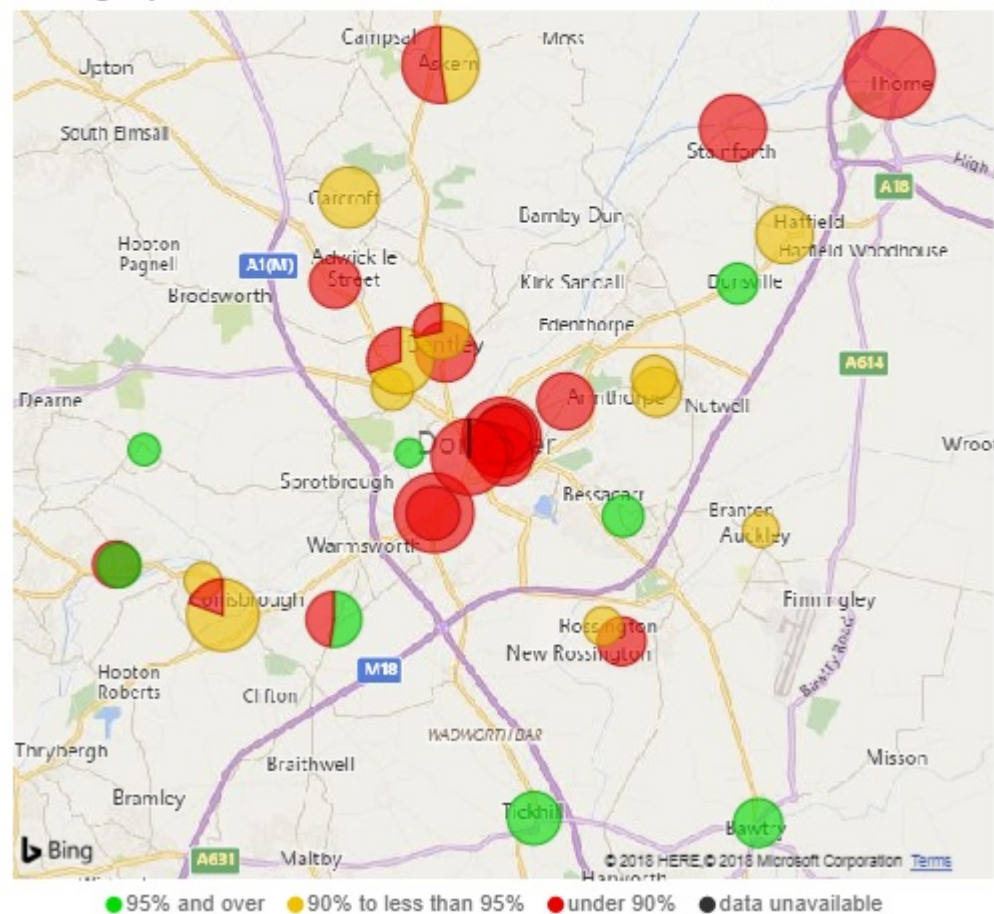 Campsal
Moss
Upton
Askern
Thorne
South Elmsall
Stainforth
High
A18
Carcroft
Barnby Dun
Hatfield
Hooton
Pagnell
Hatfield Woodhouse
A1(M)
Adwick le
Street
Kirk Sandall
Dunsville
Brodsworth
Edenthorpe
Bentley
A614
Dearne
Armthorpe
Nutwell
Wroo
Sprotbrough
Bessacarr
Branton
Auckley
Warmsworth
Conisbrough
Finningley
Rossington
New Rossington
M18
Hooton
Roberts
Clifton
WADWORTH BAR
Thrybergh
Braithwell
Misson
Bramley
Tickhill
Bawtry
Bing
A631
Maltby
© 2018 HERE,© 2018 Microsoft Corporation Terms
Harworth
95% and over 90% to less than 95% under 90% data unavailable